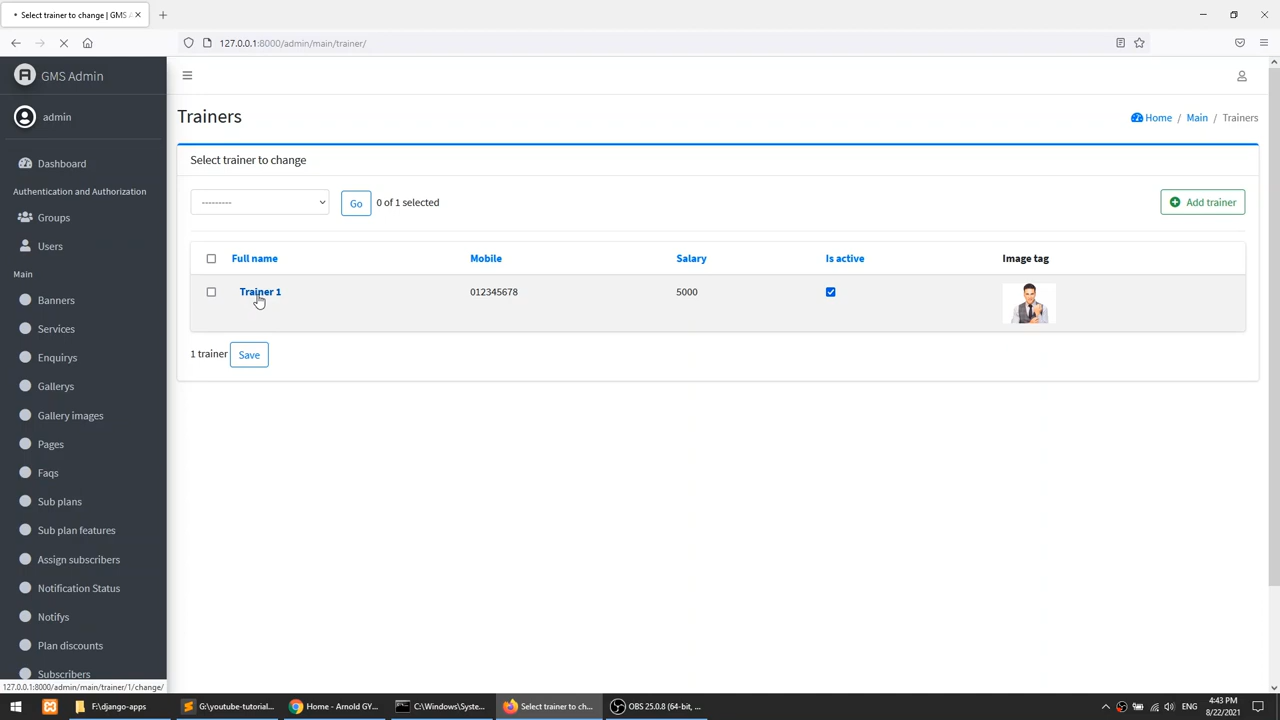 Select trainer to change | GMS A
127.0.0.1:8000/admin/main/trainer/
GMS Admin
admin
Trainers
Home / Main / Trainers
Dashboard
Select trainer to change
Authentication and Authorization
--------- Go 0 of 1 selected
Add trainer
Groups
Users
Full name Mobile Salary Is active Image tag
Main
Trainer 1 012345678 5000
Banners
Services
1 trainer Save
Enquirys
Gallerys
Gallery images
Pages
Faqs
Sub plans
Sub plan features
Assign subscribers
Notification Status
Notifys
Plan discounts
Subscribers
127.0.0.1:8000/admin/main/trainer/1/change/
F:\django-apps
G:\youtube-tutorial...
Home - Arnold GY...
C:\Windows\Syste...
Select trainer to ch...
OBS 25.0.8 (64-bit, ...
ENG
4:43 PM
8/22/2021